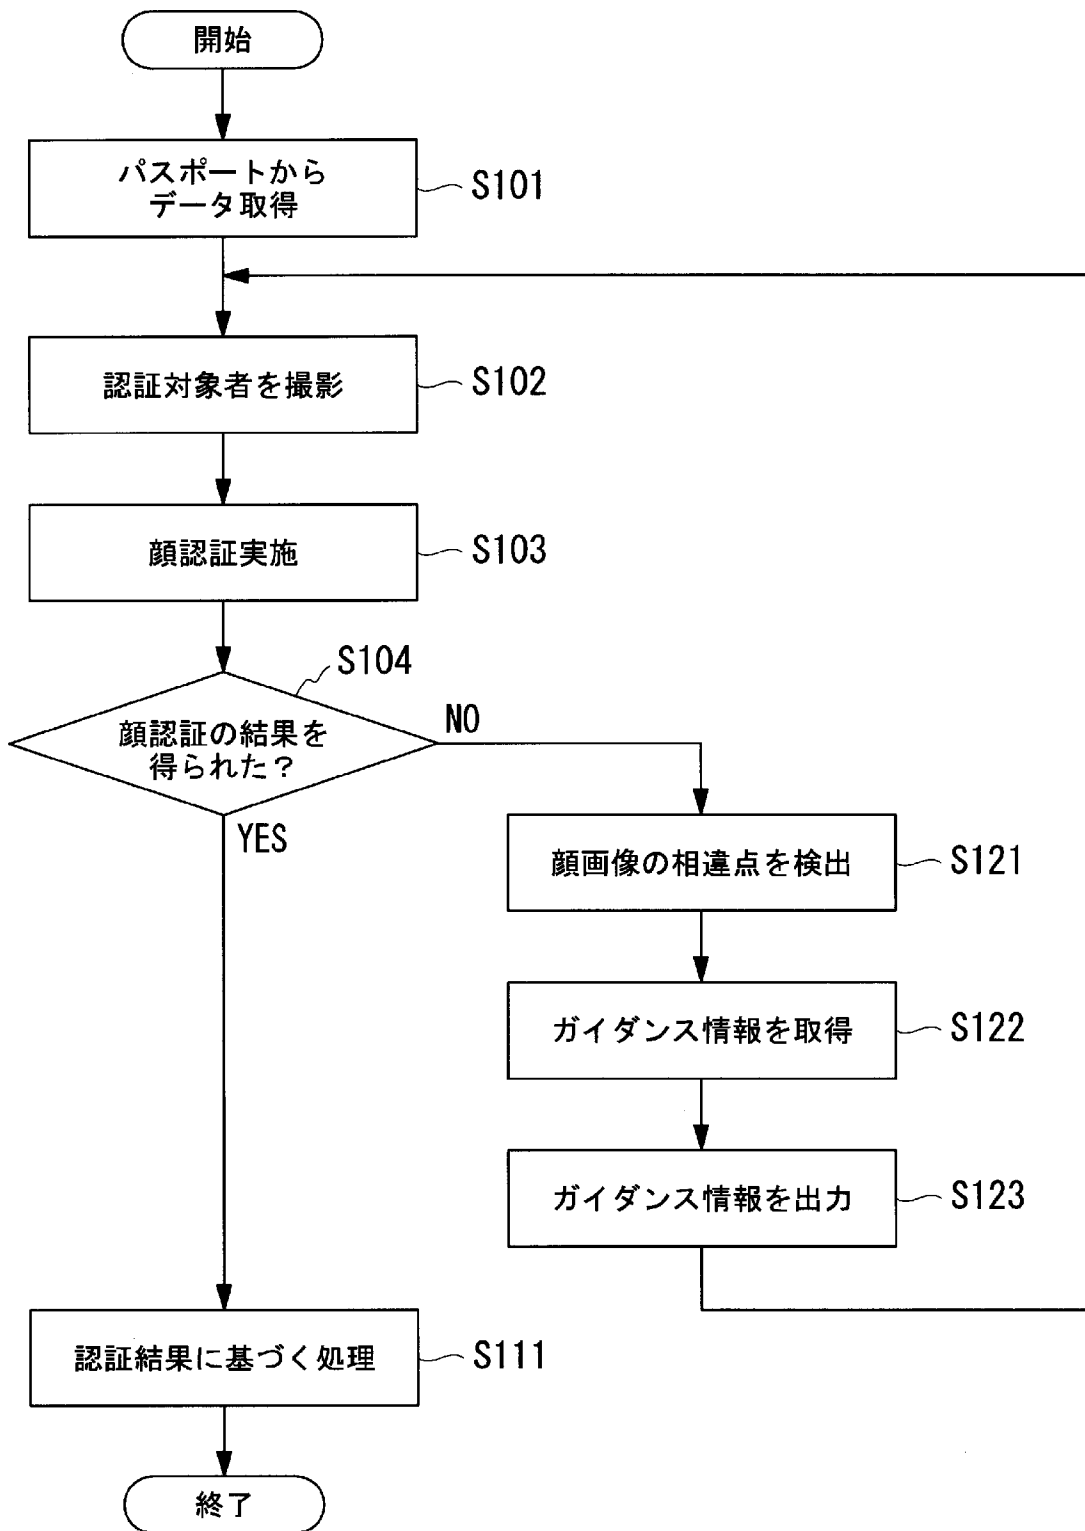 開始
パスポートから
データ取得
S101
認証対象者を撮影
S102
顔認証実施
S103
S104
顔認証の結果を
得られた？
NO
YES
顔画像の相違点を検出
S121
ガイダンス情報を取得
S122
ガイダンス情報を出力
S123
認証結果に基づく処理
S111
終了